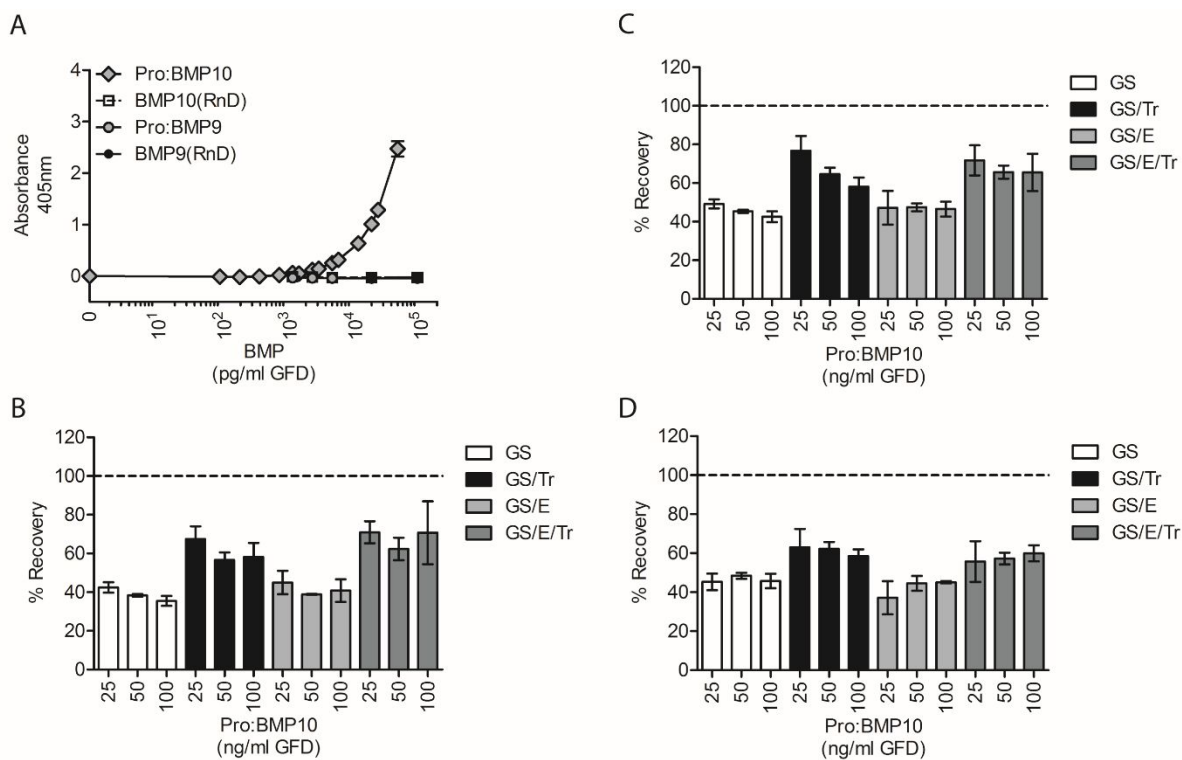 A
4
3
2
1
0
Absorbance
405nm
Pro:BMP10
BMP10(RnD)
Pro:BMP9
BMP9(RnD)
0
10¹
10²
10³
10⁴
10⁵
BMP
(pg/ml GFD)
B
120
100
80
60
40
20
0
% Recovery
25
50
100
25
50
100
25
50
100
25
50
100
Pro:BMP10
(ng/ml GFD)
GS
GS/Tr
GS/E
GS/E/Tr
C
120
100
80
60
40
20
0
% Recovery
25
50
100
25
50
100
25
50
100
25
50
100
Pro:BMP10
(ng/ml GFD)
GS
GS/Tr
GS/E
GS/E/Tr
D
120
100
80
60
40
20
0
% Recovery
25
50
100
25
50
100
25
50
100
25
50
100
Pro:BMP10
(ng/ml GFD)
GS
GS/Tr
GS/E
GS/E/Tr